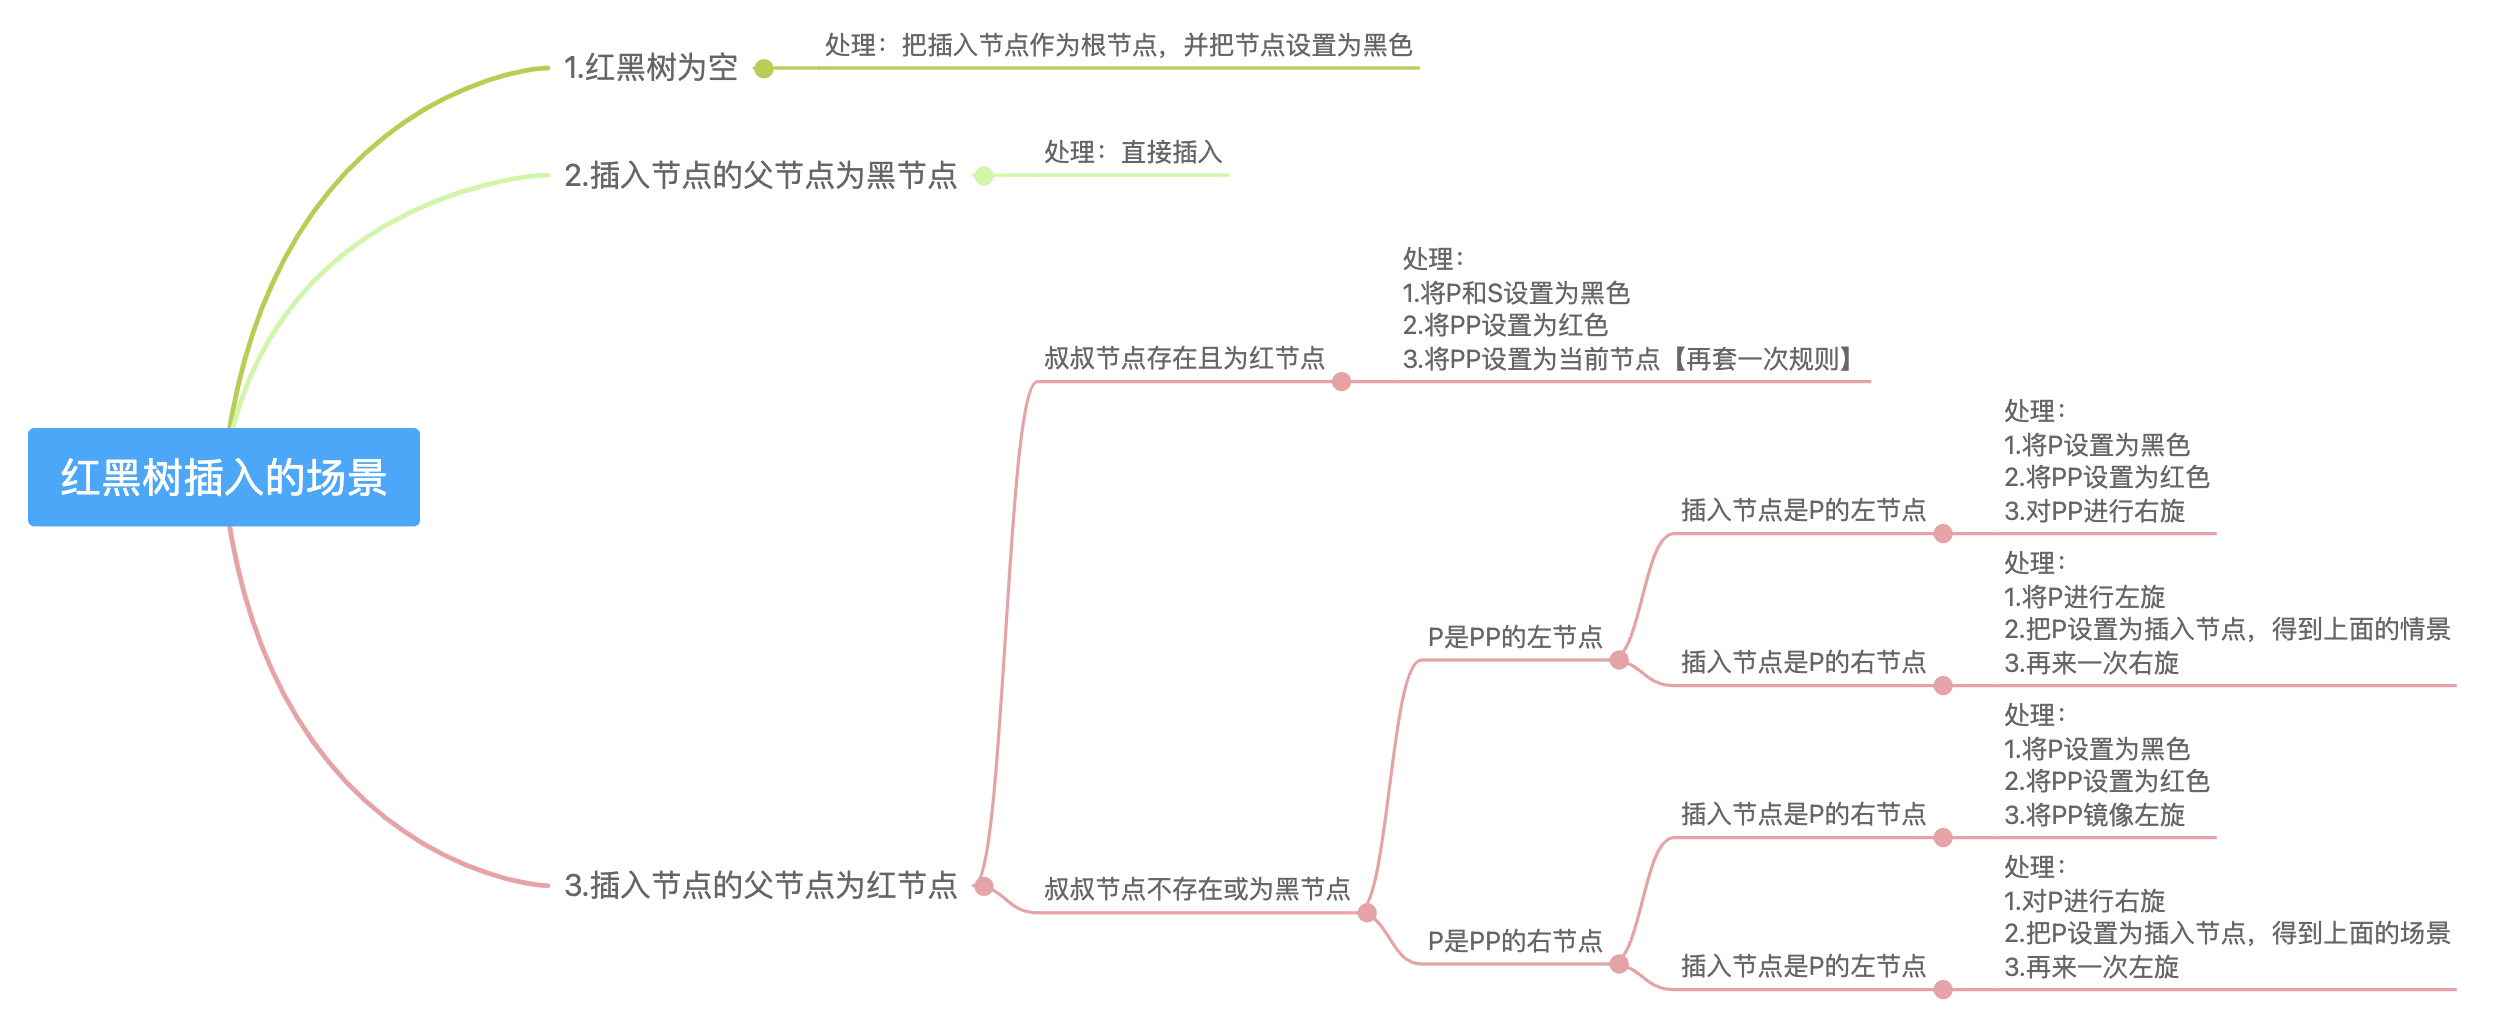 红黑树插入的场景
1.红黑树为空
处理：把插入节点作为根节点，并把节点设置为黑色
2.插入节点的父节点为黑节点
处理：直接插入
3.插入节点的父节点为红节点
叔叔节点存在且为红节点
处理：
1.将P和S设置为黑色
2.将PP设置为红色
3.将PP设置为当前节点【再套一次规则】
叔叔节点不存在或为黑节点
P是PP的左节点
插入节点是P的左节点
处理：
1.将P设置为黑色
2.将PP设置为红色
3.对PP进行右旋
插入节点是P的右节点
处理：
1.将P进行左旋
2.把P设置为插入节点，得到上面的情景
3.再来一次右旋
P是PP的右节点
插入节点是P的右节点
处理：
1.将P设置为黑色
2.将PP设置为红色
3.将PP镜像左旋
插入节点是P的左节点
处理：
1.对P进行右旋
2.把P设置为插入节点，得到上面的场景
3.再来一次左旋